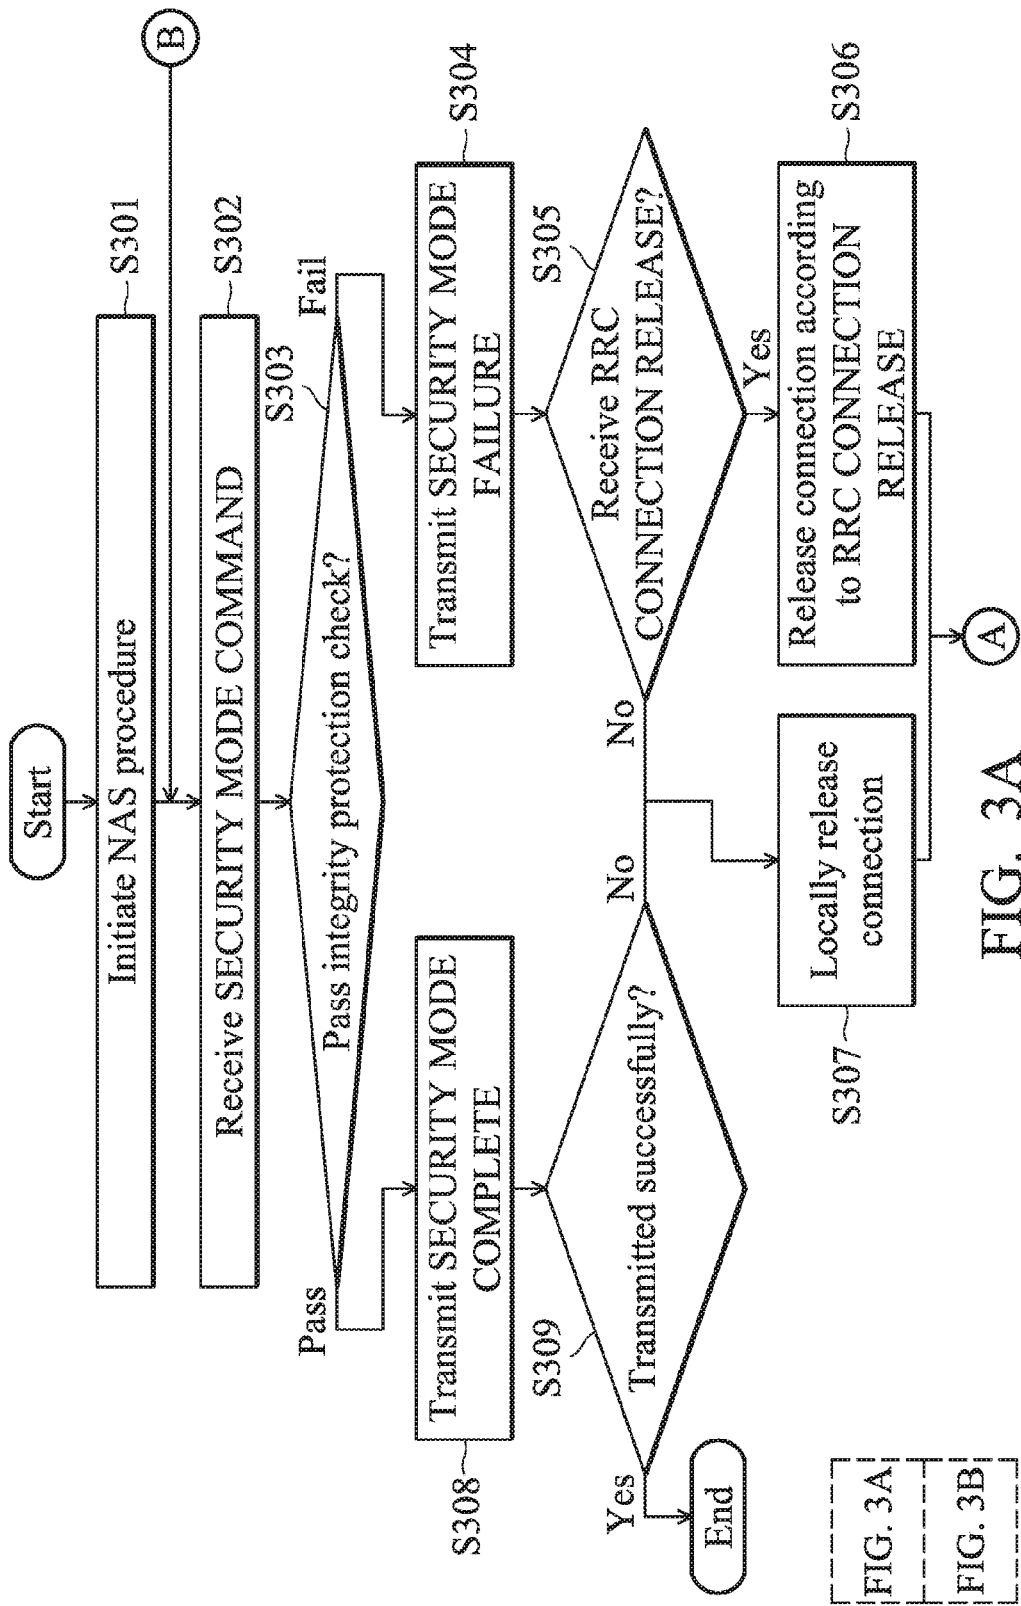 Start
Initiate NAS procedure
S301
B
Receive SECURITY MODE COMMAND
S302
S303
Pass
Pass integrity protection check?
Fail
Transmit SECURITY MODE
COMPLETE
S308
Transmit SECURITY MODE
FAILURE
S304
S309
Transmitted successfully?
Yes
No
End
S305
Receive RRC
CONNECTION RELEASE?
No
Yes
S307
Locally release
connection
Release connection according
to RRC CONNECTION
RELEASE
S306
A
FIG. 3A
FIG. 3B
FIG. 3A